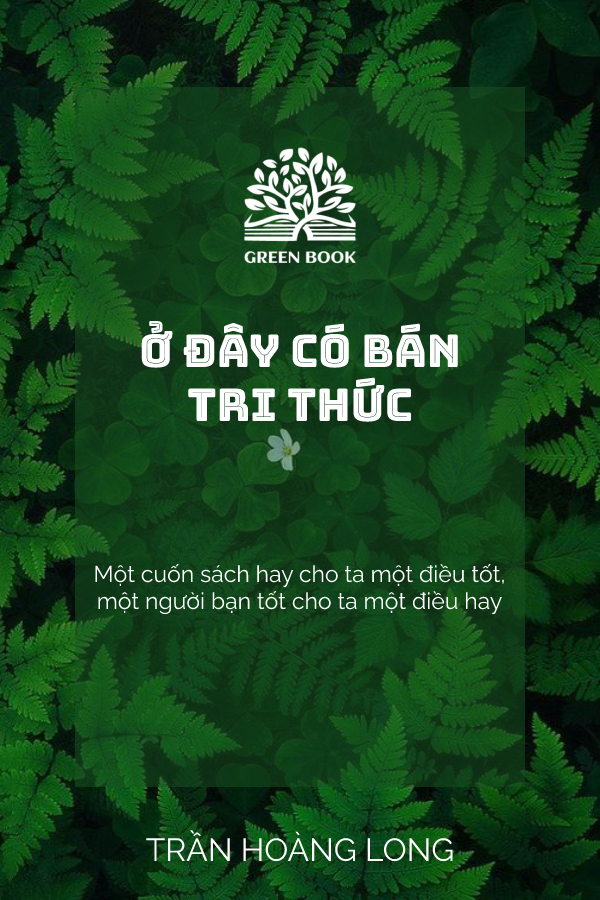 GREEN BOOK
Ở ĐÂY CÓ BÁN
TRI THỨC
Một cuốn sách hay cho ta một điều tốt,
một người bạn tốt cho ta một điều hay
TRẦN HOÀNG LONG